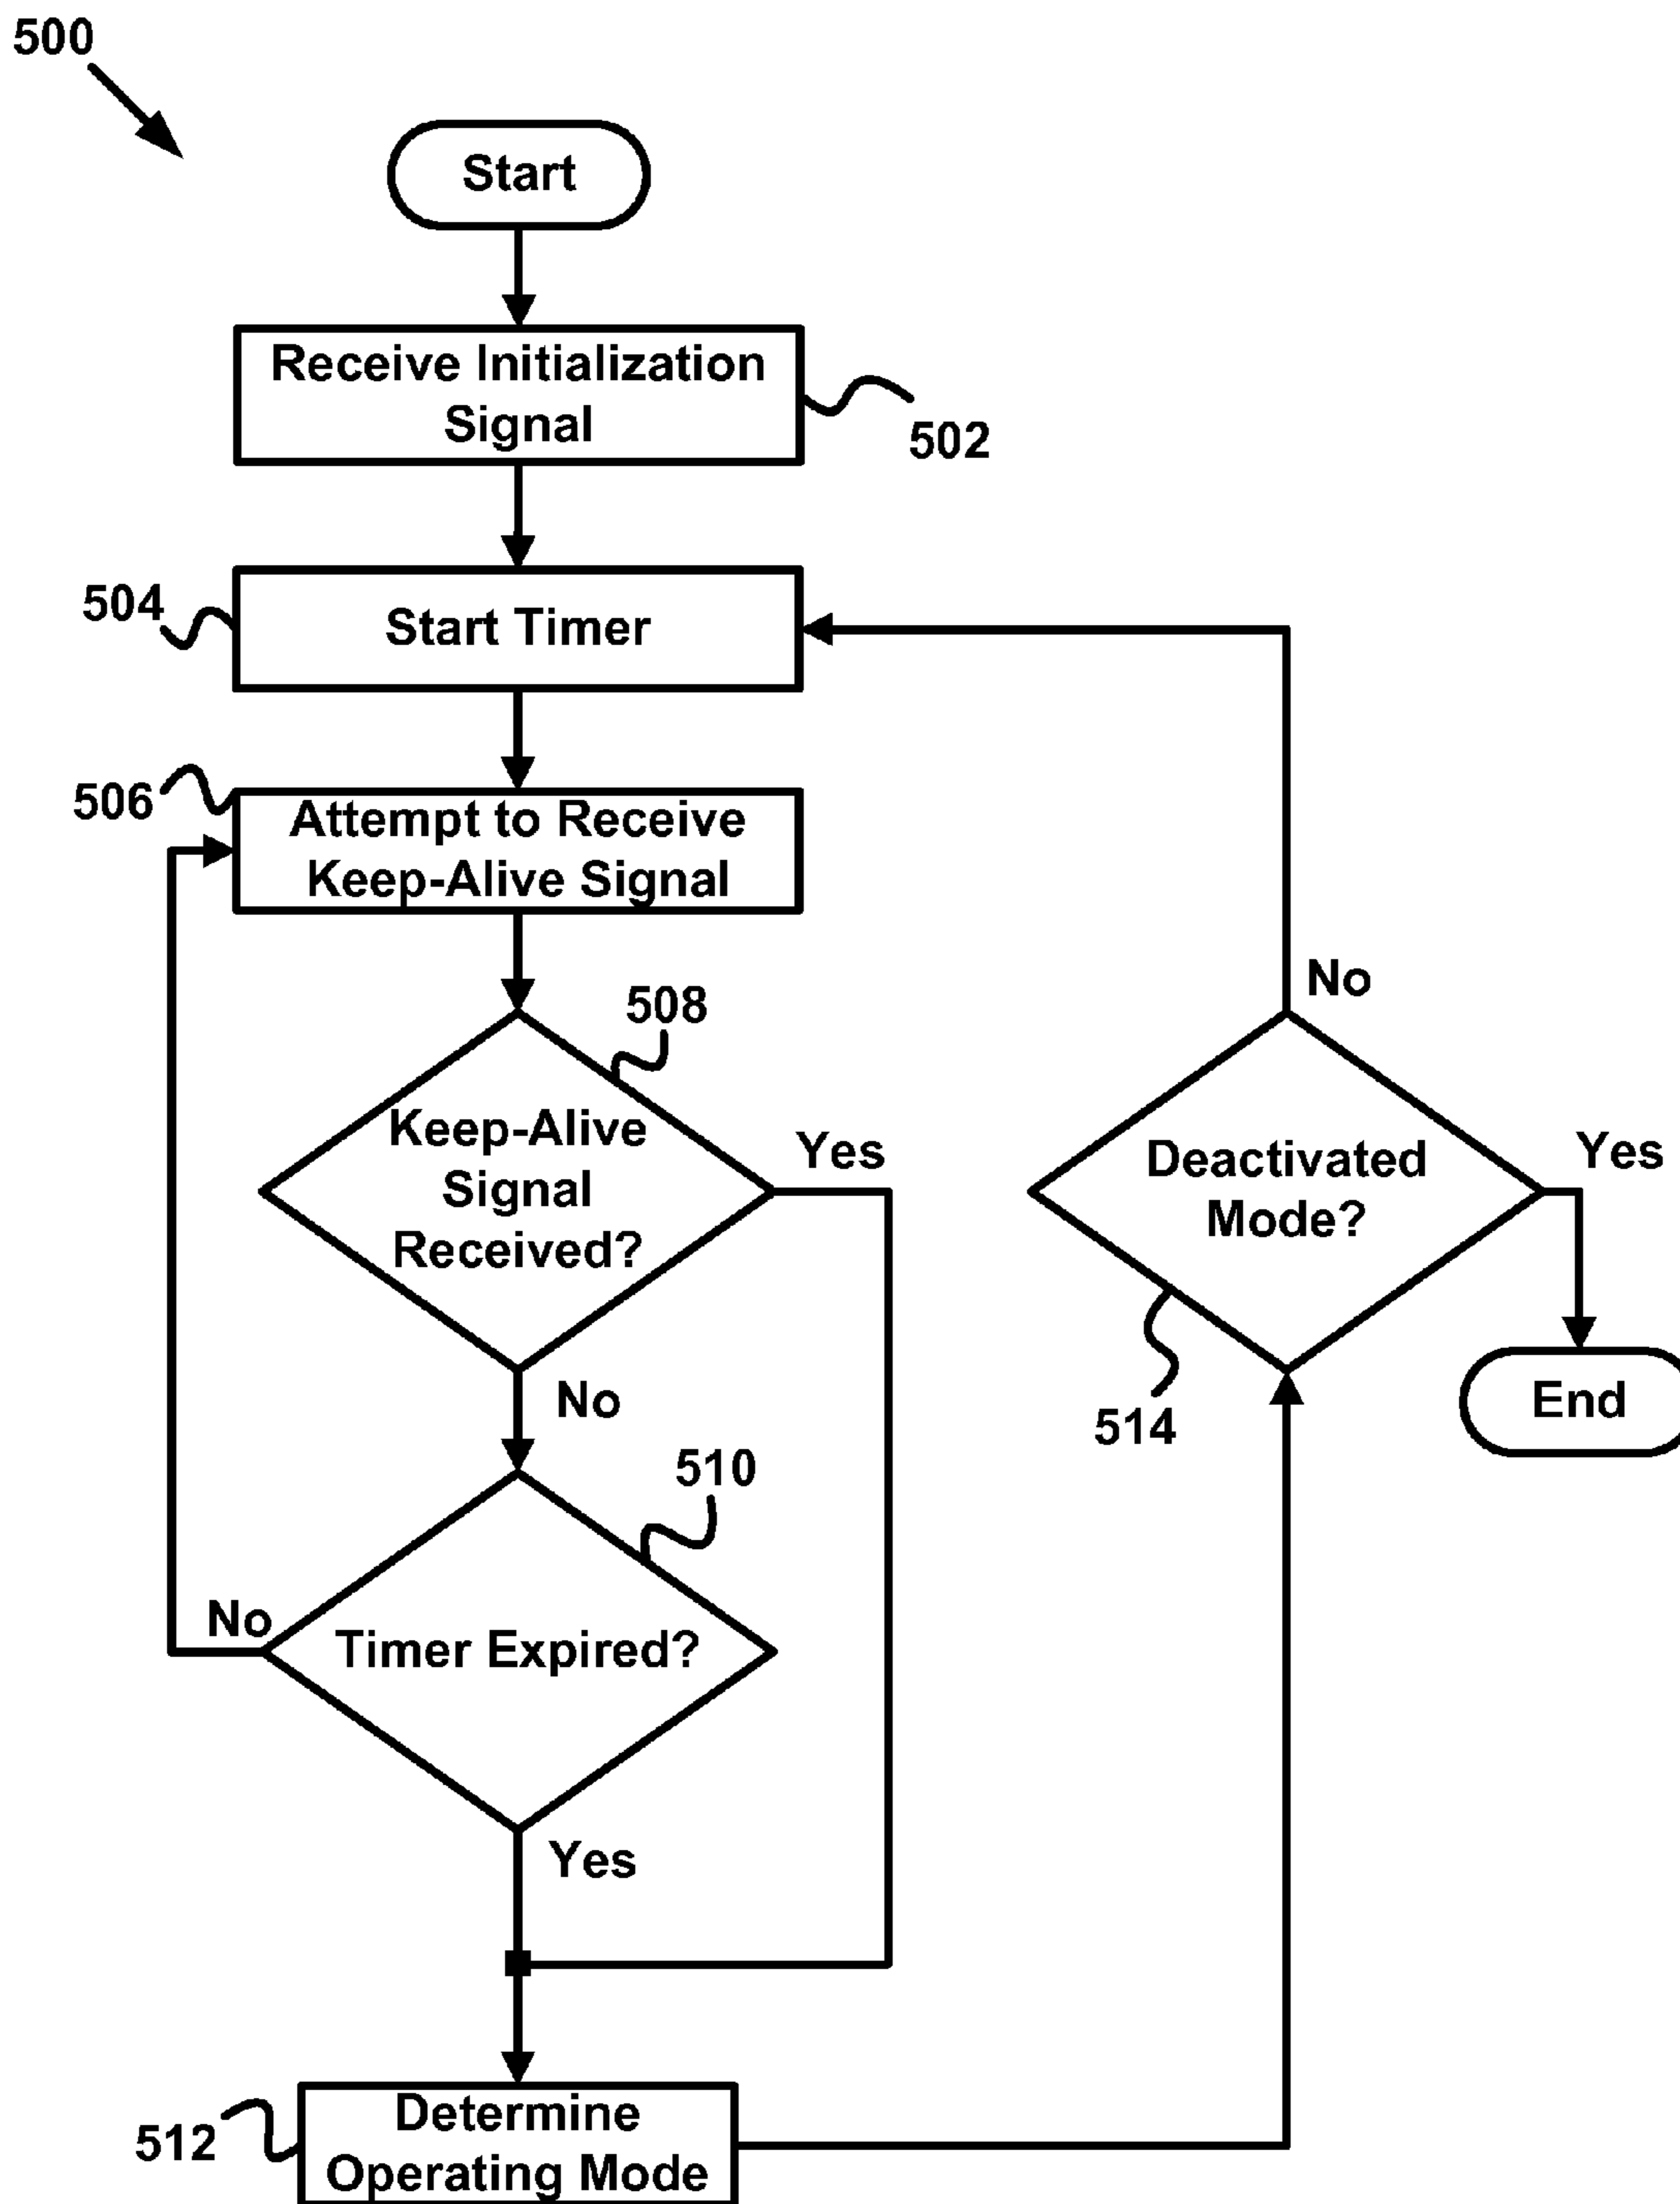 500
Start
Receive Initialization
Signal
502
504
Start Timer
506
Attempt to Receive
Keep-Alive Signal
508
Keep-Alive
Signal
Received?
Yes
No
No
Deactivated
Mode?
Yes
514
End
510
No
Timer Expired?
Yes
512
Determine
Operating Mode